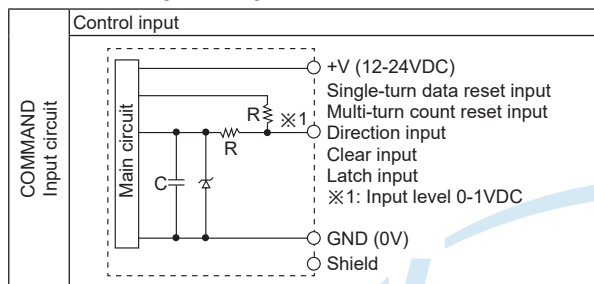 Control input
COMMAND
Input circuit
Main circuit
+V (12-24VDC)
Single-turn data reset input
Multi-turn count reset input
R ※1
Direction input
R
Clear input
Latch input
C
※1: Input level 0-1VDC
GND (0V)
Shield